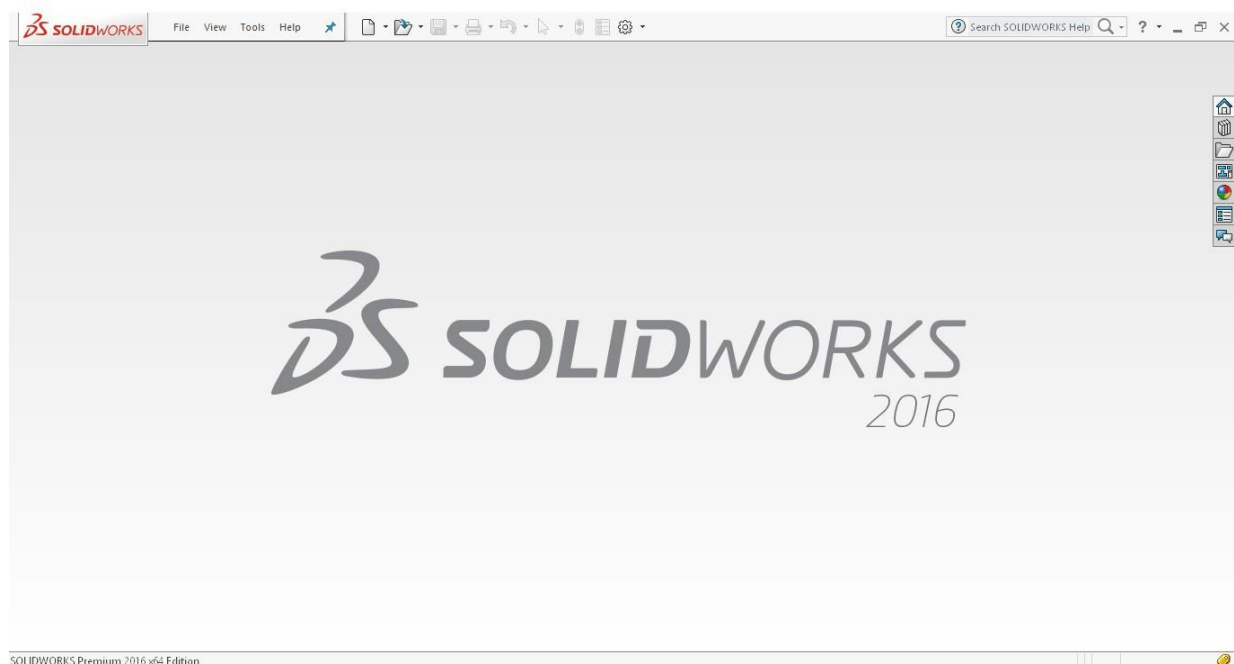 SOLIDWORKS File View Tools Help Search SOLIDWORKS Help
SOLIDWORKS
2016
SOLIDWORKS Premium 2016 x64 Edition